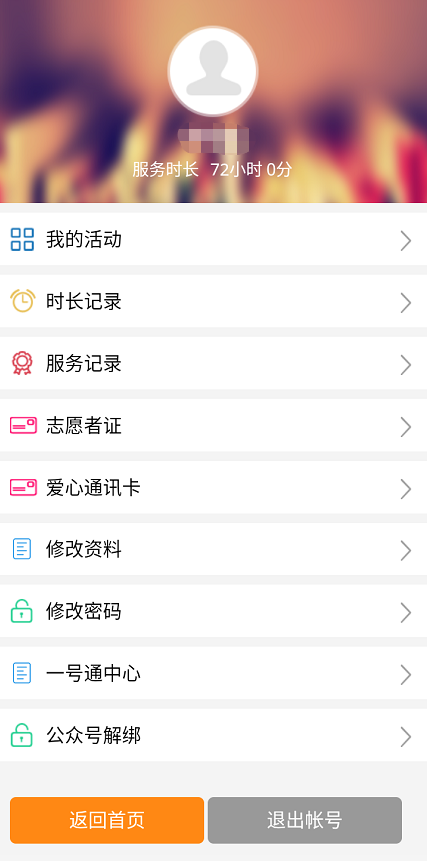 服务时长 72小时 0分
我的活动
时长记录
服务记录
志愿者证
爱心通讯卡
修改资料
修改密码
一号通中心
公众号解绑
返回首页 退出帐号